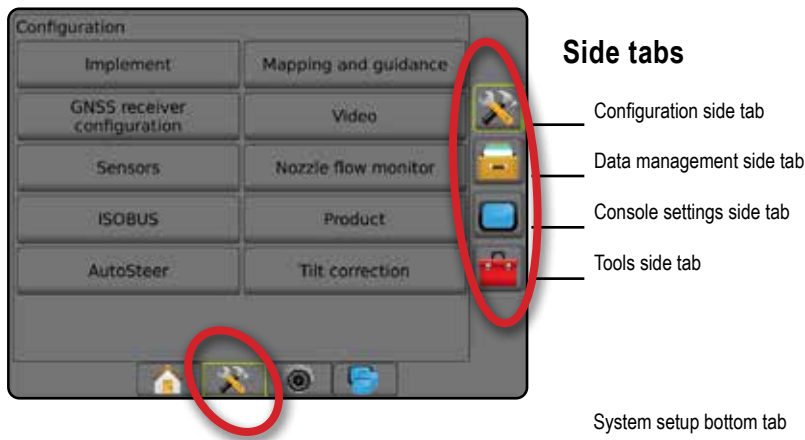 Configuration
Implement
Mapping and guidance
GNSS receiver
configuration
Video
Sensors
Nozzle flow monitor
ISOBUS
Product
AutoSteer
Tilt correction
Side tabs
Configuration side tab
Data management side tab
Console settings side tab
Tools side tab
System setup bottom tab